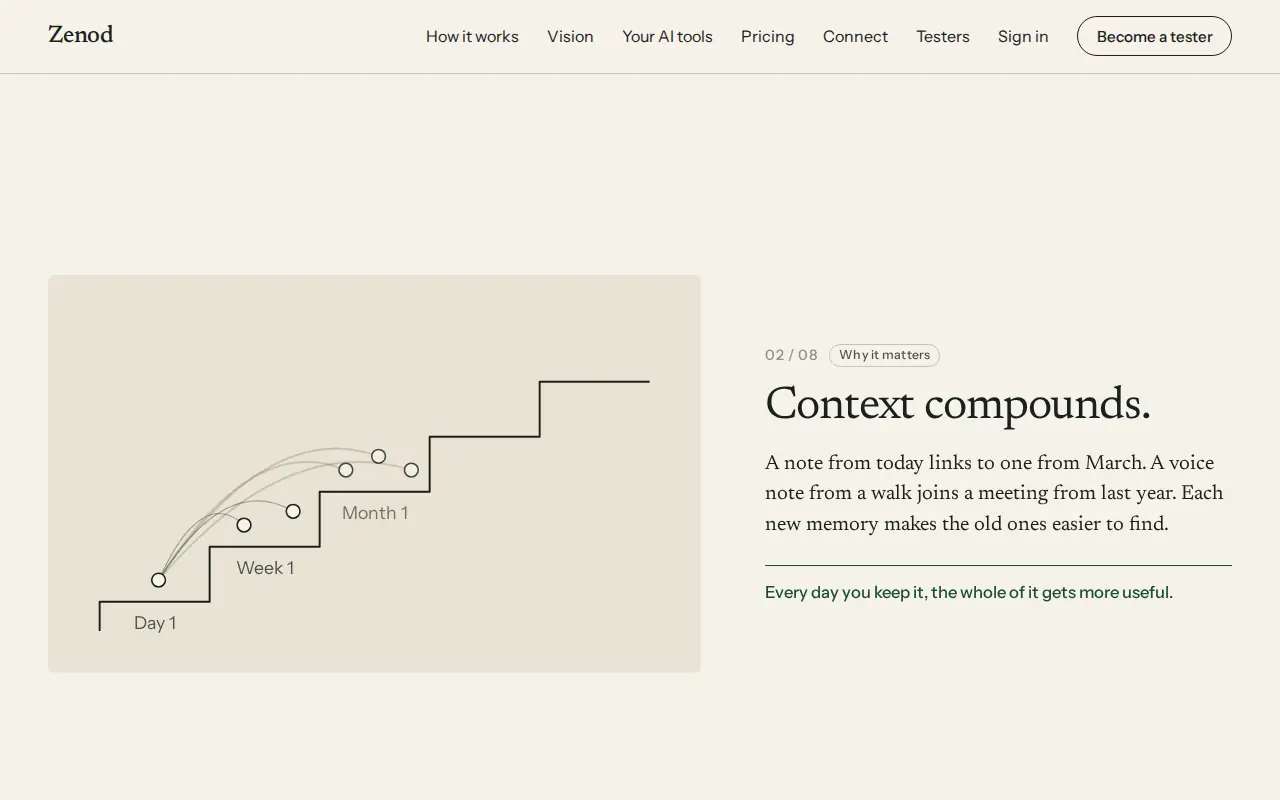 Zenod
How it works
Vision
Your AI tools
Pricing
Connect
Testers
Sign in
Become a tester
02 / 08
Why it matters
Context compounds.
A note from today links to one from March. A voice
note from a walk joins a meeting from last year. Each
new memory makes the old ones easier to find.
Every day you keep it, the whole of it gets more useful.
Month 1
Week 1
Day 1